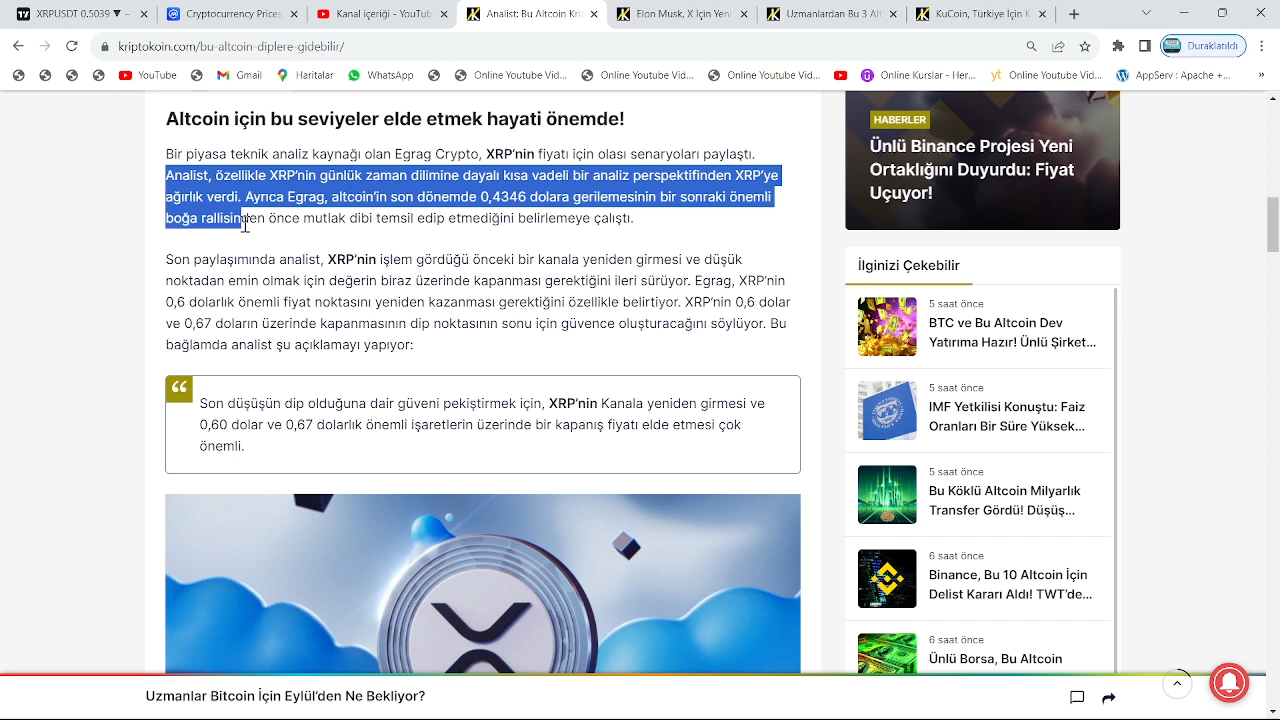 XRPUSDT 0.5039 ▼ −
Cryptocurrency Prices
Kanal içeriği - YouTub
Analist: Bu Altcoin Kri
Elon Musk, X İçin Yeni
Uzmanlardan Bu 3 Alt
KuCoin, Türkiye İçin K
kriptokoin.com/bu-altcoin-diplere-gidebilir/
Duraklatıldı
YouTube
Gmail
Haritalar
WhatsApp
Online Youtube Vid...
Online Youtube Vid...
Online Youtube Vid...
Online Kurslar - Her...
yt Online Youtube Vid...
AppServ : Apache +...
»
Altcoin için bu seviyeler elde etmek hayati önemde!
Bir piyasa teknik analiz kaynağı olan Egrag Crypto, XRP'nin fiyatı için olası senaryoları paylaştı.
Analist, özellikle XRP'nin günlük zaman dilimine dayalı kısa vadeli bir analiz perspektifinden XRP'ye
ağırlık verdi. Ayrıca Egrag, altcoin'in son dönemde 0,4346 dolara gerilemesinin bir sonraki önemli
boğa rallisinden önce mutlak dibi temsil edip etmediğini belirlemeye çalıştı.
Son paylaşımında analist, XRP'nin işlem gördüğü önceki bir kanala yeniden girmesi ve düşük
noktadan emin olmak için değerin biraz üzerinde kapanması gerektiğini ileri sürüyor. Egrag, XRP'nin
0,6 dolarlık önemli fiyat noktasını yeniden kazanması gerektiğini özellikle belirtiyor. XRP'nin 0,6 dolar
ve 0,67 doların üzerinde kapanmasının dip noktasının sonu için güvence oluşturacağını söylüyor. Bu
bağlamda analist şu açıklamayı yapıyor:
“
Son düşüşün dip olduğuna dair güveni pekiştirmek için, XRP'nin Kanala yeniden girmesi ve
0,60 dolar ve 0,67 dolarlık önemli işaretlerin üzerinde bir kapanış fiyatı elde etmesi çok
önemli.
HABERLER
Ünlü Binance Projesi Yeni
Ortaklığını Duyurdu: Fiyat
Uçuyor!
İlginizi Çekebilir
5 saat önce
BTC ve Bu Altcoin Dev
Yatırıma Hazır! Ünlü Şirket...
5 saat önce
IMF Yetkilisi Konuştu: Faiz
Oranları Bir Süre Yüksek...
5 saat önce
Bu Köklü Altcoin Milyarlık
Transfer Gördü! Düşüş...
6 saat önce
Binance, Bu 10 Altcoin İçin
Delist Kararı Aldı! TWT'de...
6 saat önce
Ünlü Borsa, Bu Altcoin
Uzmanlar Bitcoin İçin Eylül'den Ne Bekliyor?